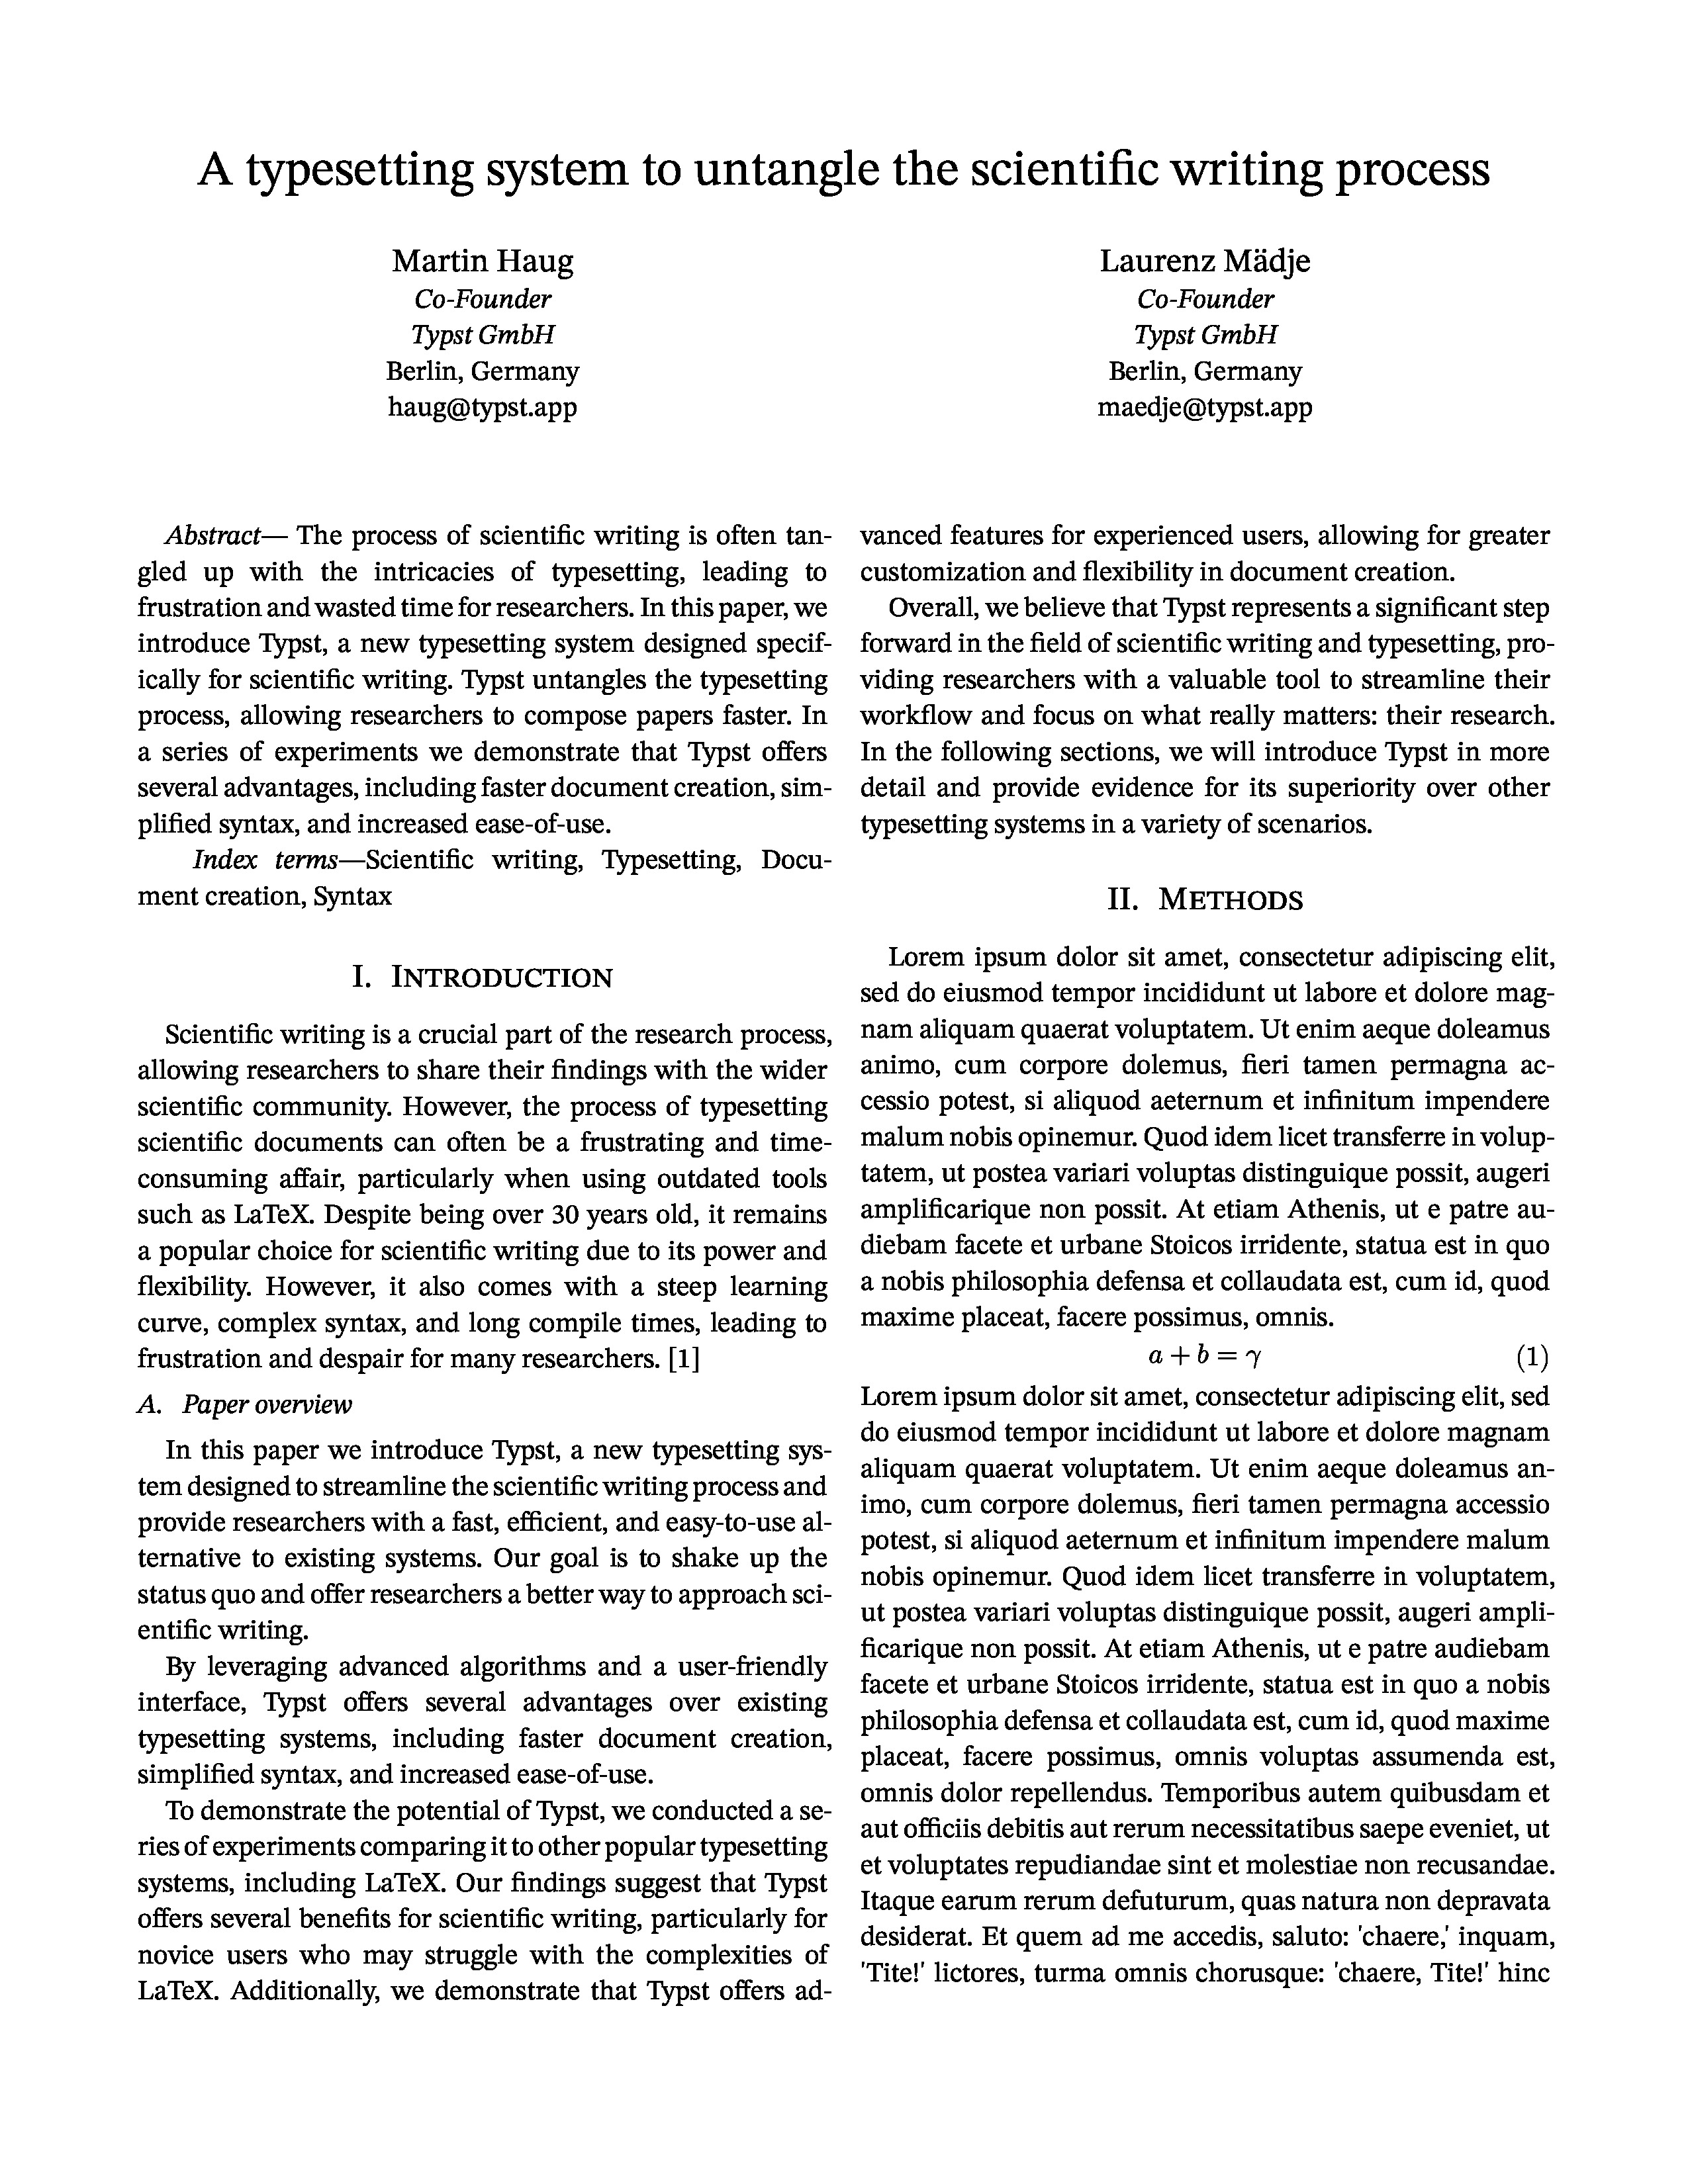 A typesetting system to untangle the scientific writing process
Martin Haug
Co-Founder
Typst GmbH
Berlin, Germany
haug@typst.app
Laurenz Mädje
Co-Founder
Typst GmbH
Berlin, Germany
maedje@typst.app
Abstract— The process of scientific writing is often tan-
gled up with the intricacies of typesetting, leading to
frustration and wasted time for researchers. In this paper, we
introduce Typst, a new typesetting system designed specif-
ically for scientific writing. Typst untangles the typesetting
process, allowing researchers to compose papers faster. In
a series of experiments we demonstrate that Typst offers
several advantages, including faster document creation, sim-
plified syntax, and increased ease-of-use.
Index terms—Scientific writing, Typesetting, Docu-
ment creation, Syntax
I. INTRODUCTION
Scientific writing is a crucial part of the research process,
allowing researchers to share their findings with the wider
scientific community. However, the process of typesetting
scientific documents can often be a frustrating and time-
consuming affair, particularly when using outdated tools
such as LaTeX. Despite being over 30 years old, it remains
a popular choice for scientific writing due to its power and
flexibility. However, it also comes with a steep learning
curve, complex syntax, and long compile times, leading to
frustration and despair for many researchers. [1]
A. Paper overview
In this paper we introduce Typst, a new typesetting sys-
tem designed to streamline the scientific writing process and
provide researchers with a fast, efficient, and easy-to-use al-
ternative to existing systems. Our goal is to shake up the
status quo and offer researchers a better way to approach sci-
entific writing.
By leveraging advanced algorithms and a user-friendly
interface, Typst offers several advantages over existing
typesetting systems, including faster document creation,
simplified syntax, and increased ease-of-use.
To demonstrate the potential of Typst, we conducted a se-
ries of experiments comparing it to other popular typesetting
systems, including LaTeX. Our findings suggest that Typst
offers several benefits for scientific writing, particularly for
novice users who may struggle with the complexities of
LaTeX. Additionally, we demonstrate that Typst offers ad-
vanced features for experienced users, allowing for greater
customization and flexibility in document creation.
Overall, we believe that Typst represents a significant step
forward in the field of scientific writing and typesetting, pro-
viding researchers with a valuable tool to streamline their
workflow and focus on what really matters: their research.
In the following sections, we will introduce Typst in more
detail and provide evidence for its superiority over other
typesetting systems in a variety of scenarios.
II. METHODS
Lorem ipsum dolor sit amet, consectetur adipiscing elit,
sed do eiusmod tempor incididunt ut labore et dolore mag-
nam aliquam quaerat voluptatem. Ut enim aeque doleamus
animo, cum corpore dolemus, fieri tamen permagna ac-
cessio potest, si aliquod aeternum et infinitum impendere
malum nobis opinemur. Quod idem licet transferre in volup-
tatem, ut postea variari voluptas distinguique possit, augeri
amplificarique non possit. At etiam Athenis, ut e patre au-
diebam facete et urbane Stoicos irridente, statua est in quo
a nobis philosophia defensa et collaudata est, cum id, quod
maxime placeat, facere possimus, omnis.
a + b = γ (1)
Lorem ipsum dolor sit amet, consectetur adipiscing elit, sed
do eiusmod tempor incididunt ut labore et dolore magnam
aliquam quaerat voluptatem. Ut enim aeque doleamus an-
imo, cum corpore dolemus, fieri tamen permagna accessio
potest, si aliquod aeternum et infinitum impendere malum
nobis opinemur. Quod idem licet transferre in voluptatem,
ut postea variari voluptas distinguique possit, augeri ampli-
ficarique non possit. At etiam Athenis, ut e patre audiebam
facete et urbane Stoicos irridente, statua est in quo a nobis
philosophia defensa et collaudata est, cum id, quod maxime
placeat, facere possimus, omnis voluptas assumenda est,
omnis dolor repellendus. Temporibus autem quibusdam et
aut officiis debitis aut rerum necessitatibus saepe eveniet, ut
et voluptates repudiandae sint et molestiae non recusandae.
Itaque earum rerum defuturum, quas natura non depravata
desiderat. Et quem ad me accedis, saluto: 'chaere,' inquam,
'Tite!' lictores, turma omnis chorusque: 'chaere, Tite!' hinc